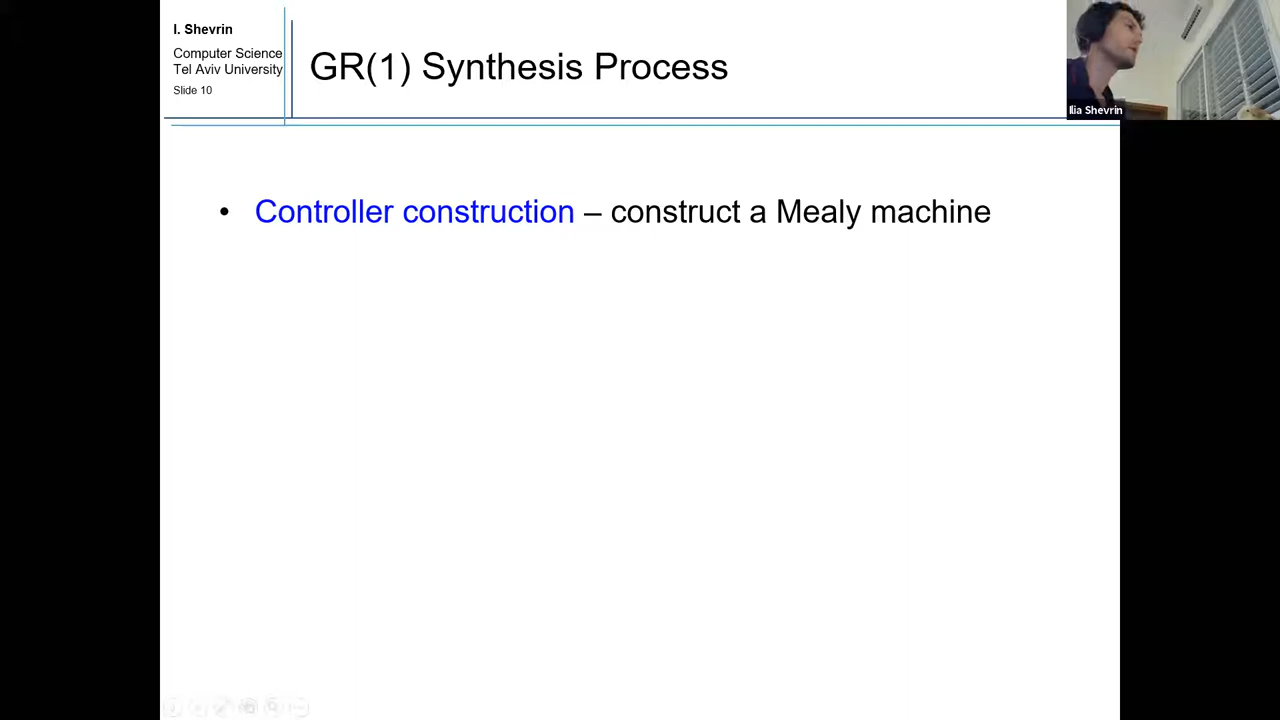 I. Shevrin
Computer Science
Tel Aviv University
Slide 10
GR(1) Synthesis Process
Ilia Shevrin
• Controller construction – construct a Mealy machine